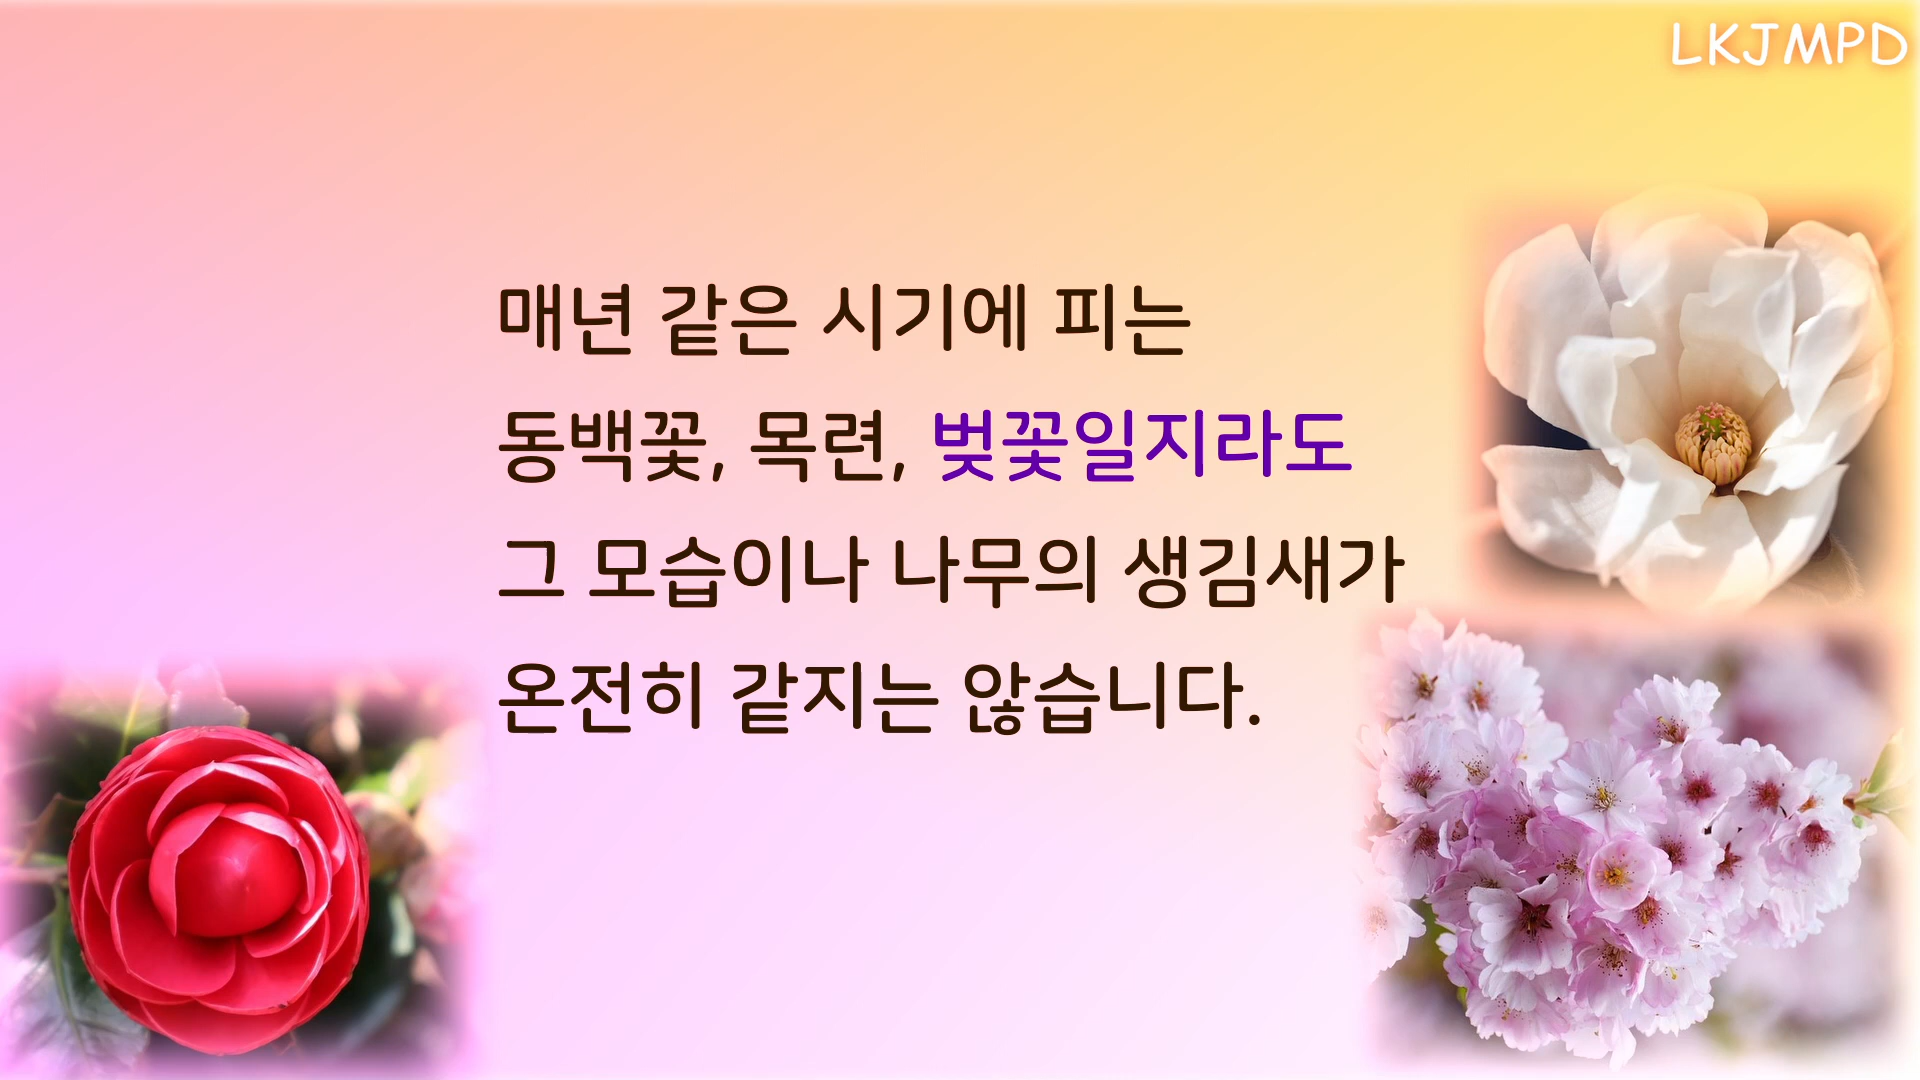 LKJMPD
매년 같은 시기에 피는
동백꽃, 목련, 벚꽃일지라도
그 모습이나 나무의 생김새가
온전히 같지는 않습니다.